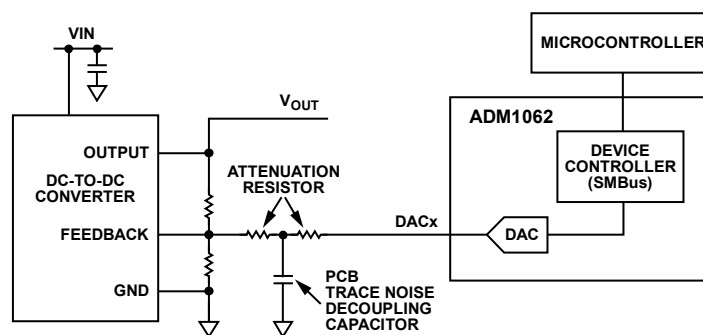 VIN
MICROCONTROLLER
VOUT
ADM1062
OUTPUT
DC-TO-DC
CONVERTER
ATTENUATION
RESISTOR
DEVICE
CONTROLLER
(SMBus)
FEEDBACK
DACx
DAC
GND
PCB
TRACE NOISE
DECOUPLING
CAPACITOR